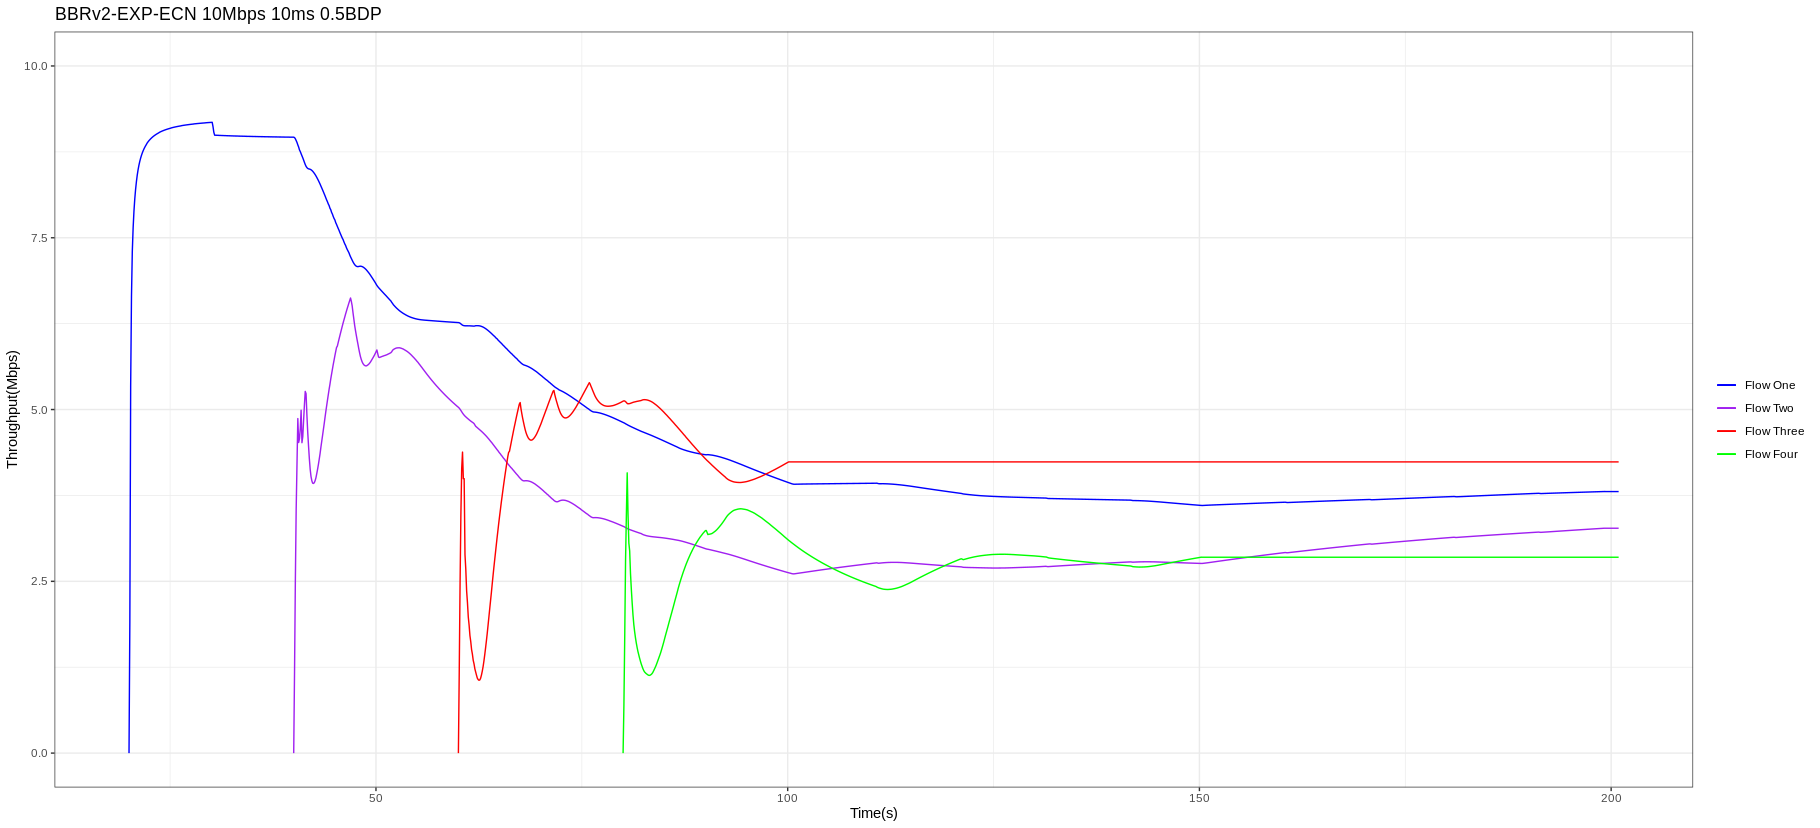 BBRv2-EXP-ECN 10Mbps 10ms 0.5BDP
Throughput(Mbps)
10.0
7.5
5.0
2.5
0.0
50
100
150
200
Time(s)
Flow One
Flow Two
Flow Three
Flow Four